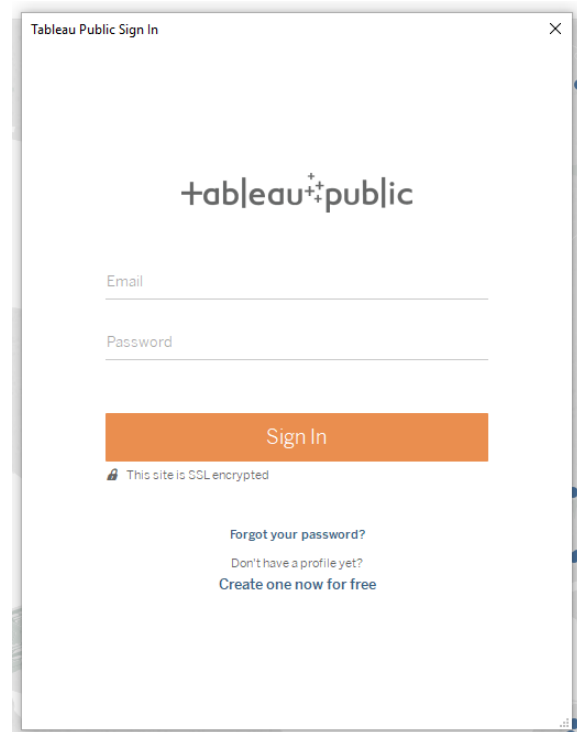 Tableau Public Sign In
tableau public
Email
Password
Sign In
This site is SSL encrypted
Forgot your password?
Don't have a profile yet?
Create one now for free